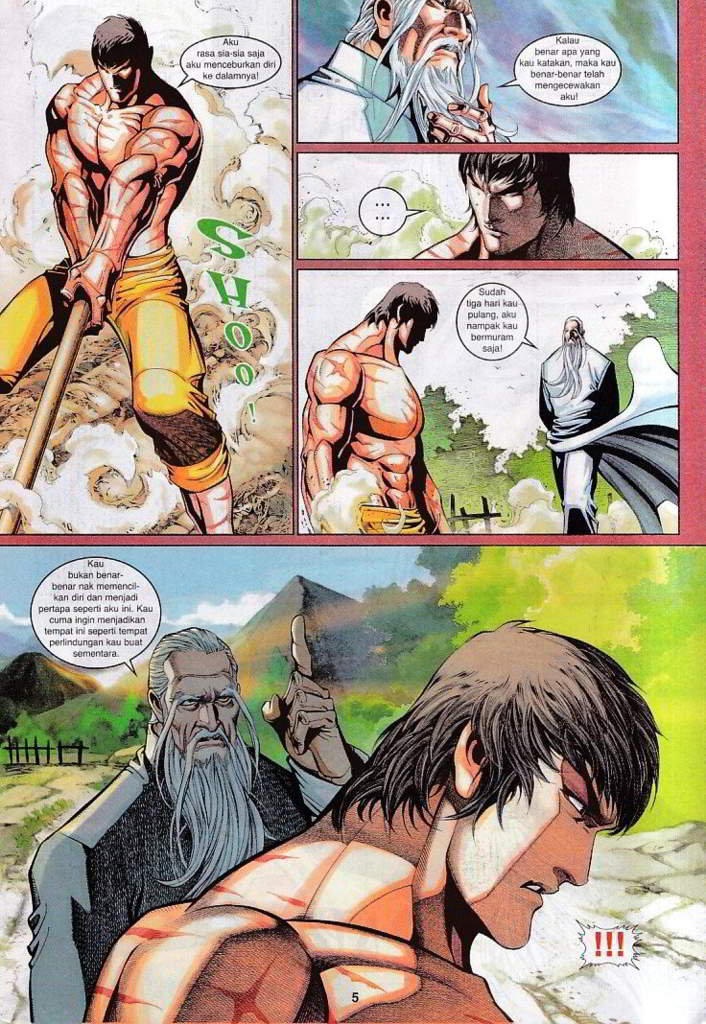 Aku
rasa sia-sia saja
aku menceburkan diri
ke dalamnya!
SHOO!
Kalau
benar apa yang
kau katakan, maka kau
benar-benar telah
mengecewakan
aku!
...
...
Sudah
tiga hari kau
pulang, aku
nampak kau
bermuram
saja!
Kau
bukan benar-
benar nak memencil-
kan diri dan menjadi
pertapa seperti aku ini. Kau
cuma ingin menjadikan
tempat ini seperti tempat
perlindungan kau buat
sementara.
!!!
5